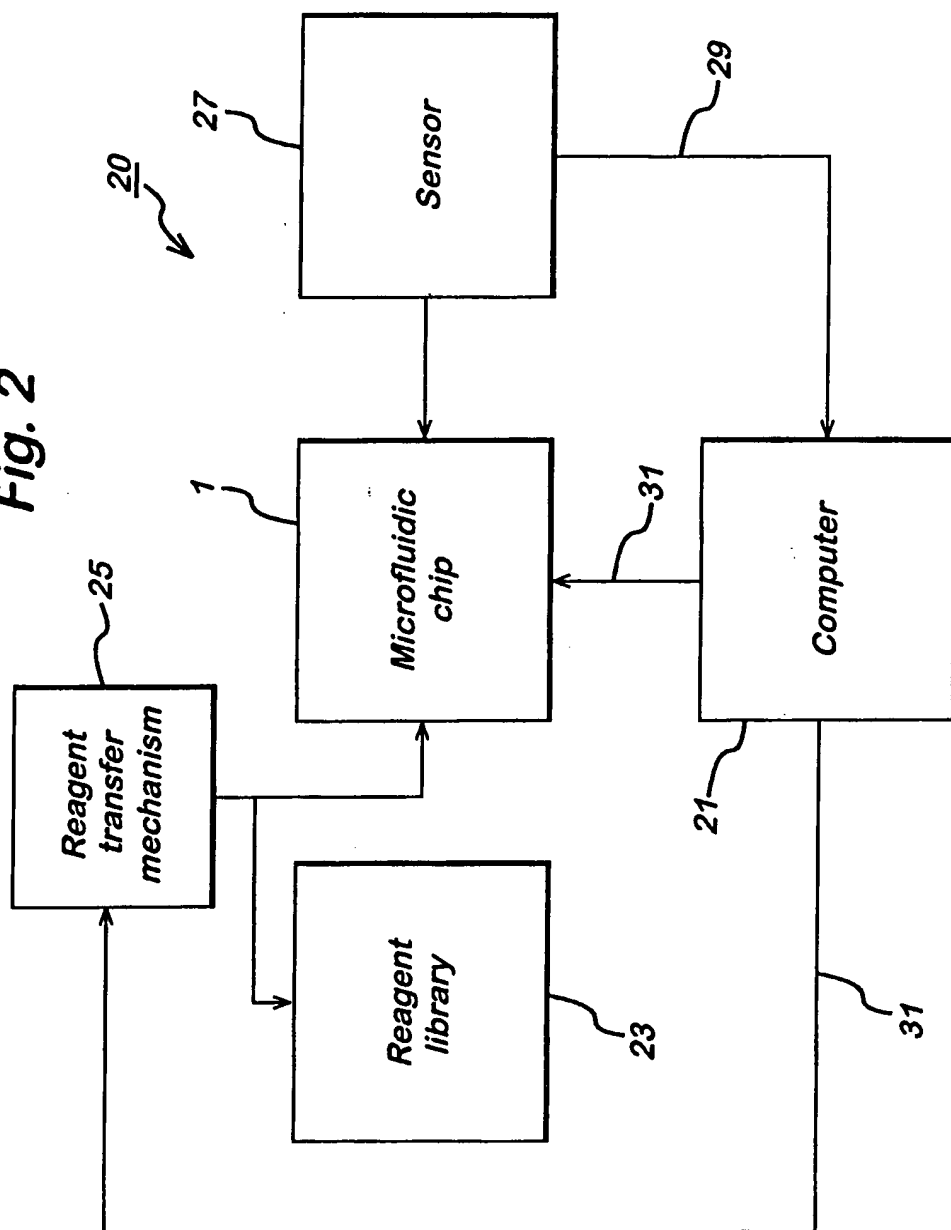 Fig. 2
20
25
Reagent
transfer
mechanism
1
27
Microfluidic
chip
Sensor
Reagent
library
23
31
29
21
Computer
31